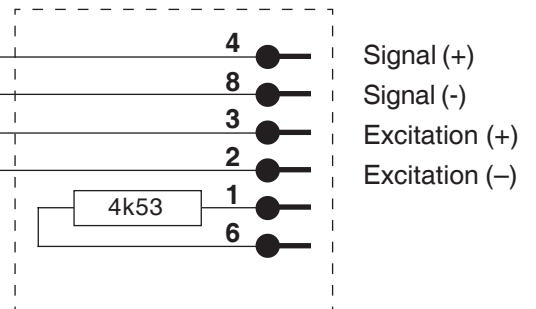 4 Signal (+)
8 Signal (-)
3 Excitation (+)
2 Excitation (–)
4k53 1
6